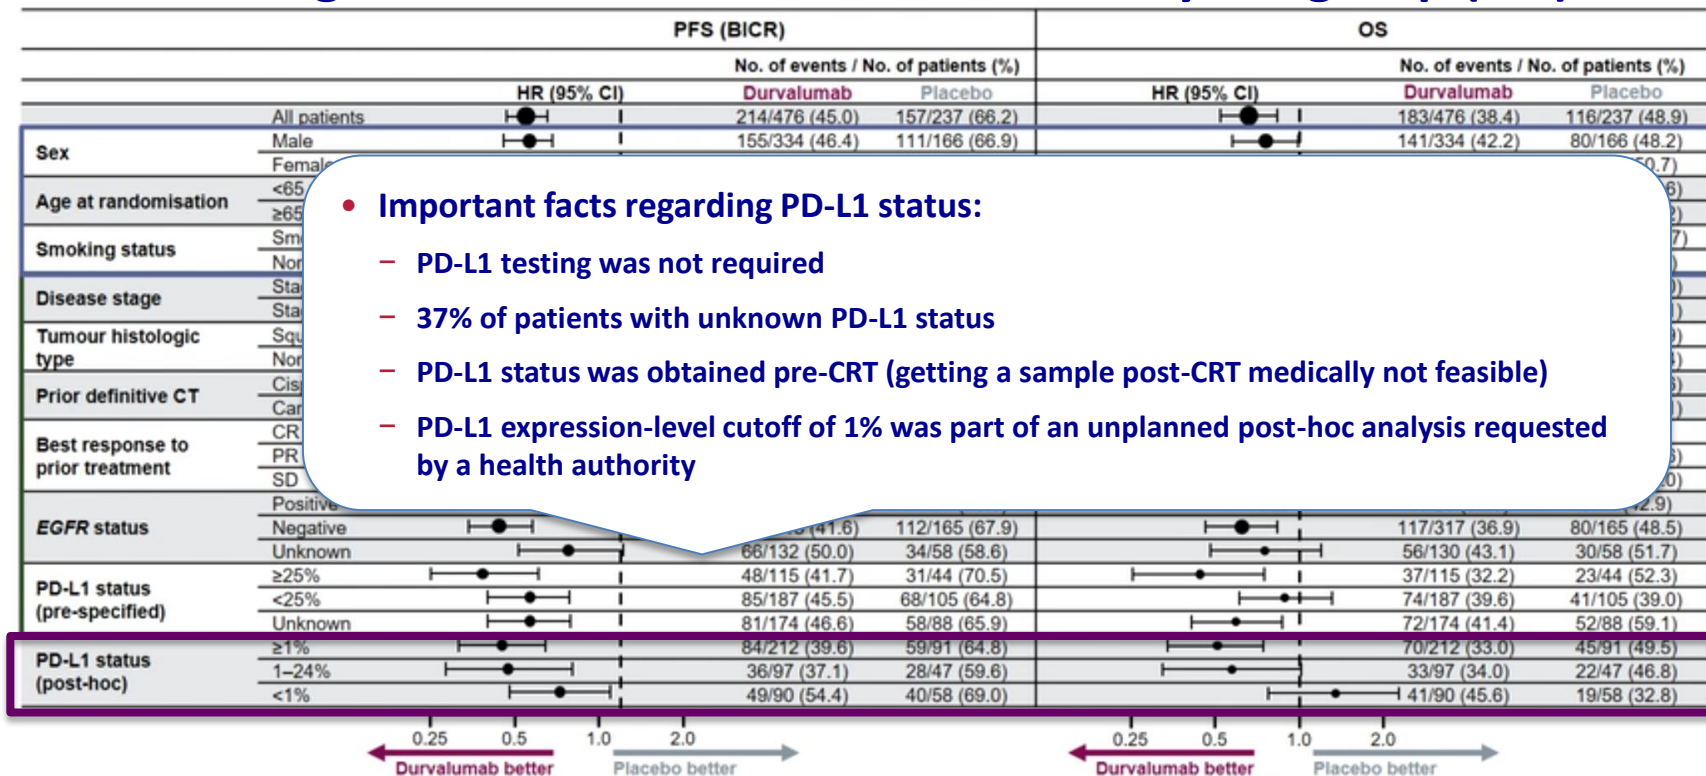 PFS (BICR) OS
No. of events / No. of patients (%) No. of events / No. of patients (%)
HR (95% CI) Durvalumab Placebo HR (95% CI) Durvalumab Placebo
All patients 214/476 (45.0) 157/237 (66.2) 183/476 (38.4) 116/237 (48.9)
Sex
Male 155/334 (46.4) 111/166 (66.9) 141/334 (42.2) 80/166 (48.2)
Age at randomisation
<65
≥65
Smoking status
Disease stage
Tumour histologic
type
Prior definitive CT
Best response to
prior treatment
CR
PR
SD
• Important facts regarding PD-L1 status:
– PD-L1 testing was not required
– 37% of patients with unknown PD-L1 status
– PD-L1 status was obtained pre-CRT (getting a sample post-CRT medically not feasible)
– PD-L1 expression-level cutoff of 1% was part of an unplanned post-hoc analysis requested
by a health authority
EGFR status
Positive
Negative (41.6) 112/165 (67.9) 117/317 (36.9) 80/165 (48.5)
Unknown 66/132 (50.0) 34/58 (58.6) 56/130 (43.1) 30/58 (51.7)
PD-L1 status
(pre-specified)
≥25% 48/115 (41.7) 31/44 (70.5) 37/115 (32.2) 23/44 (52.3)
<25% 85/187 (45.5) 68/105 (64.8) 74/187 (39.6) 41/105 (39.0)
Unknown 81/174 (46.6) 58/88 (65.9) 72/174 (41.4) 52/88 (59.1)
PD-L1 status
(post-hoc)
≥1% 84/212 (39.6) 59/91 (64.8) 70/212 (33.0) 45/91 (49.5)
1–24% 36/97 (37.1) 28/47 (59.6) 33/97 (34.0) 22/47 (46.8)
<1% 49/90 (54.4) 40/58 (69.0) 41/90 (45.6) 19/58 (32.8)
0.25 0.5 1.0 2.0 0.25 0.5 1.0 2.0
Durvalumab better Placebo better Durvalumab better Placebo better